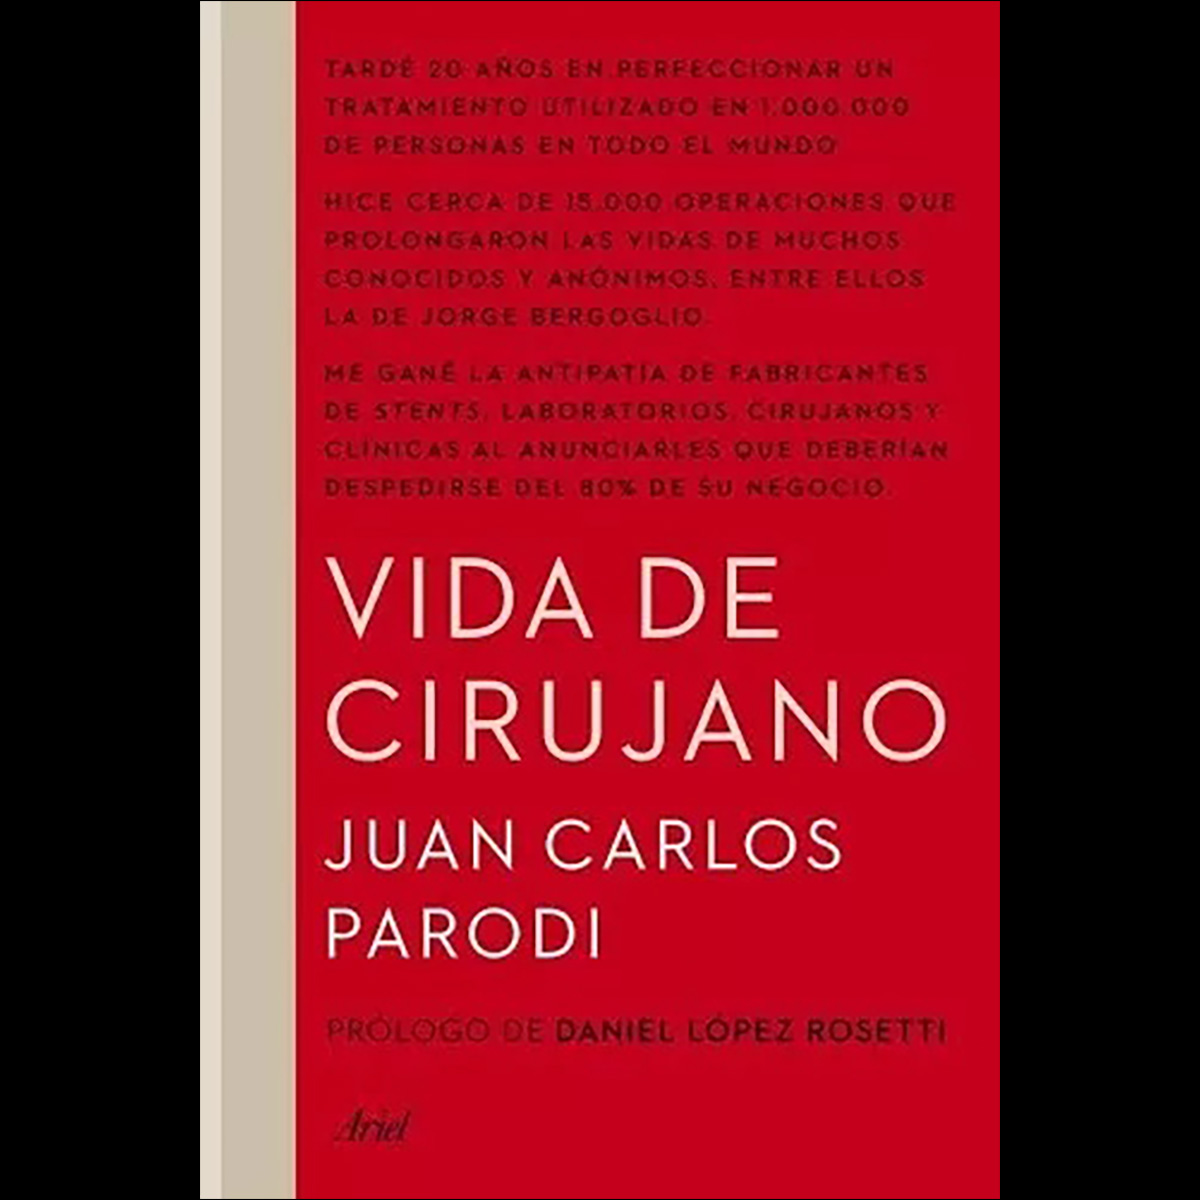 TARDÉ 20 AÑOS EN PERFECCIONAR UN
TRATAMIENTO UTILIZADO EN 1.000.000
DE PERSONAS EN TODO EL MUNDO
HICE CERCA DE 15.000 OPERACIONES QUE
PROLONGARON LAS VIDAS DE MUCHOS
CONOCIDOS Y ANÓNIMOS, ENTRE ELLOS
LA DE JORGE BERGOGLIO.
ME GANÉ LA ANTIPATÍA DE FABRICANTES
DE STENTS, LABORATORIOS, CIRUJANOS Y
CLÍNICAS AL ANUNCIARLES QUE DEBERÍAN
DESPEDIRSE DEL 80% DE SU NEGOCIO.
VIDA DE
CIRUJANO
JUAN CARLOS
PARODI
PRÓLOGO DE DANIEL LÓPEZ ROSETTI
Ariel